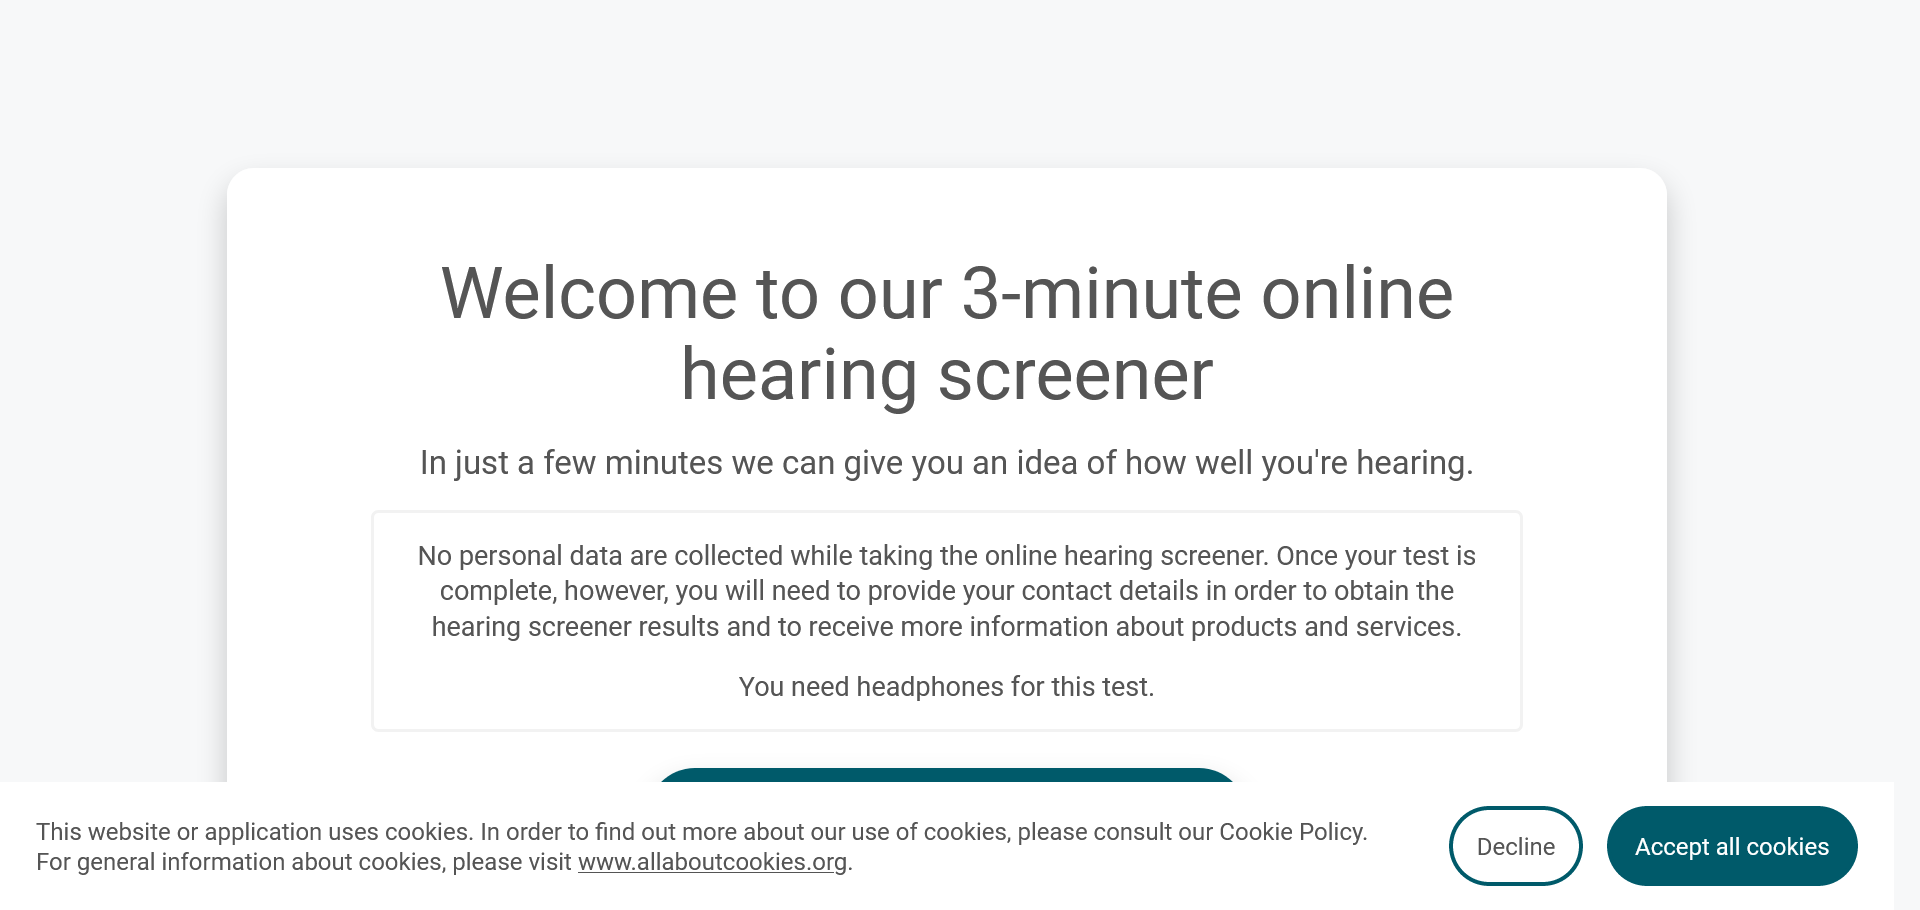 Welcome to our 3-minute online
hearing screener
In just a few minutes we can give you an idea of how well you're hearing.
No personal data are collected while taking the online hearing screener. Once your test is
complete, however, you will need to provide your contact details in order to obtain the
hearing screener results and to receive more information about products and services.
You need headphones for this test.
This website or application uses cookies. In order to find out more about our use of cookies, please consult our Cookie Policy.
For general information about cookies, please visit www.allaboutcookies.org.
Decline
Accept all cookies